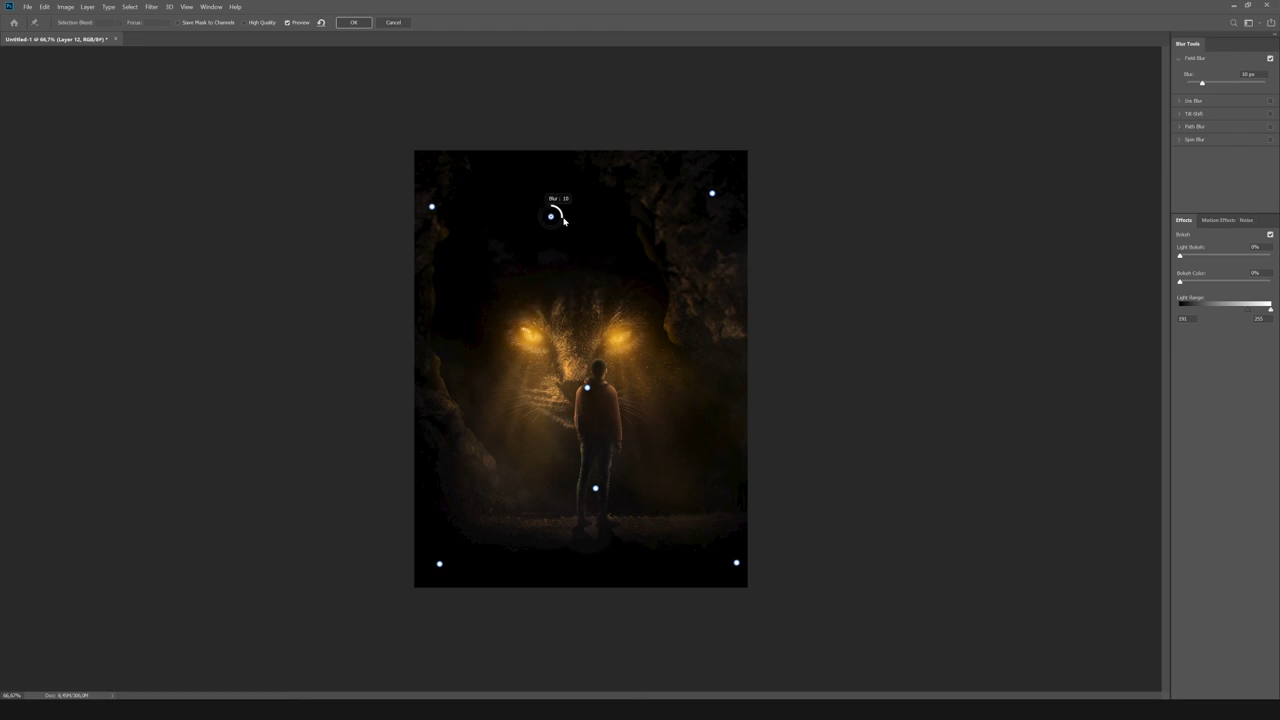 Ps File Edit Image Layer Type Select Filter 3D View Window Help
Selection Bleed: Focus: Save Mask to Channels High Quality Preview OK Cancel
Untitled-1 @ 66,7% (Layer 12, RGB/8#) * ×
Blur Tools
Field Blur
Blur: 10 px
Iris Blur
Tilt-Shift
Path Blur
Spin Blur
Blur : 10
Effects Motion Effects Noise
Bokeh
Light Bokeh: 0%
Bokeh Color: 0%
Light Range:
191 255
66,67%